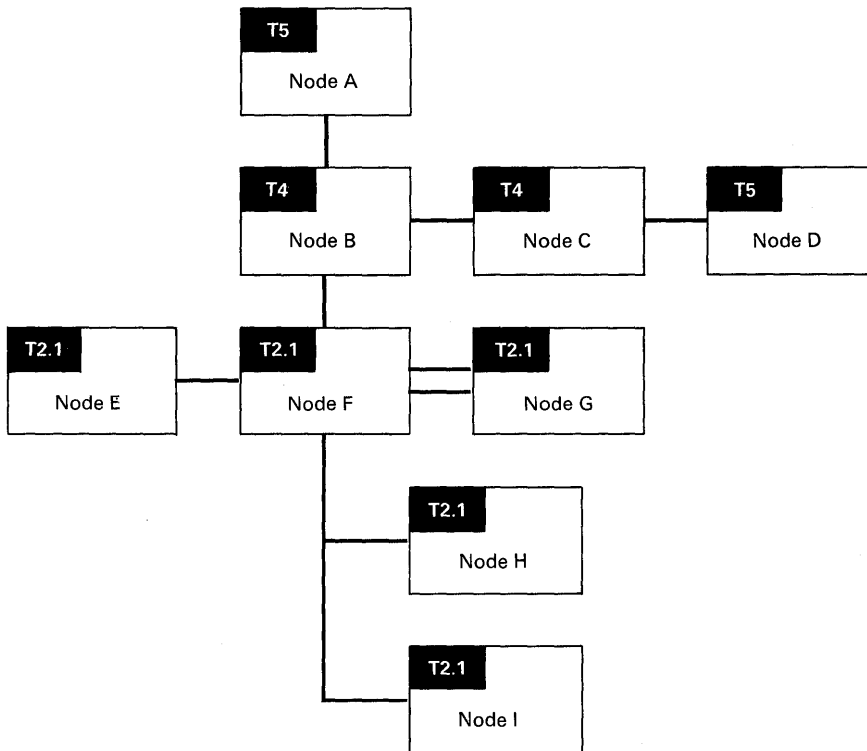 T5
Node A
T4
Node B
T4
Node C
T5
Node D
T2.1
Node E
T2.1
Node F
T2.1
Node G
T2.1
Node H
T2.1
Node I